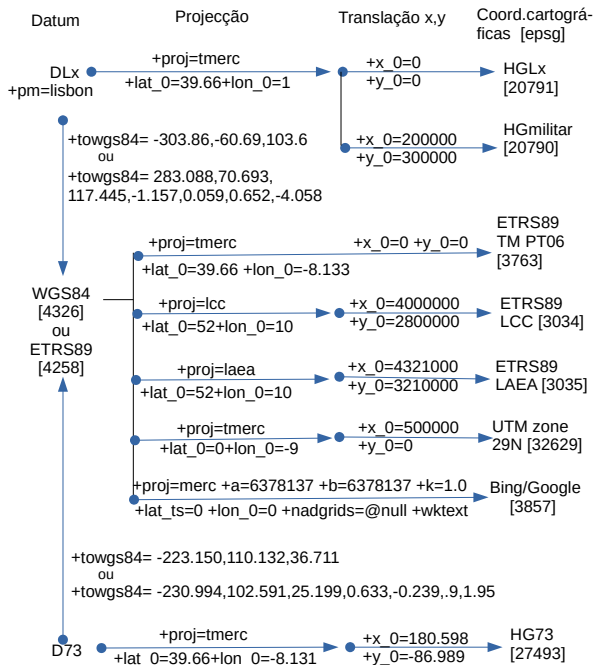 Datum
Projecção
Translação x,y
Coord.cartográ-
ficas [epsg]
DLx
+pm=lisbon
+proj=tmerc
+lat_0=39.66+lon_0=1
+x_0=0
+y_0=0
HGLx
[20791]
+x_0=200000
+y_0=300000
HGmilitar
[20790]
+towgs84= -303.86,-60.69,103.6
ou
+towgs84= 283.088,70.693,
117.445,-1.157,0.059,0.652,-4.058
WGS84
[4326]
ou
ETRS89
[4258]
+proj=tmerc
+lat_0=39.66 +lon_0=-8.133
+x_0=0 +y_0=0
ETRS89
TM PT06
[3763]
+proj=lcc
+lat_0=52+lon_0=10
+x_0=4000000
+y_0=2800000
ETRS89
LCC [3034]
+proj=laea
+lat_0=52+lon_0=10
+x_0=4321000
+y_0=3210000
ETRS89
LAEA [3035]
+proj=tmerc
+lat_0=0+lon_0=-9
+x_0=500000
+y_0=0
UTM zone
29N [32629]
+proj=merc +a=6378137 +b=6378137 +k=1.0
+lat_ts=0 +lon_0=0 +nadgrids=@null +wktext
Bing/Google
[3857]
+towgs84= -223.150,110.132,36.711
ou
+towgs84= -230.994,102.591,25.199,0.633,-0.239,.9,1.95
D73
+proj=tmerc
+lat_0=39.66+lon_0=-8.131
+x_0=180.598
+y_0=-86.989
HG73
[27493]